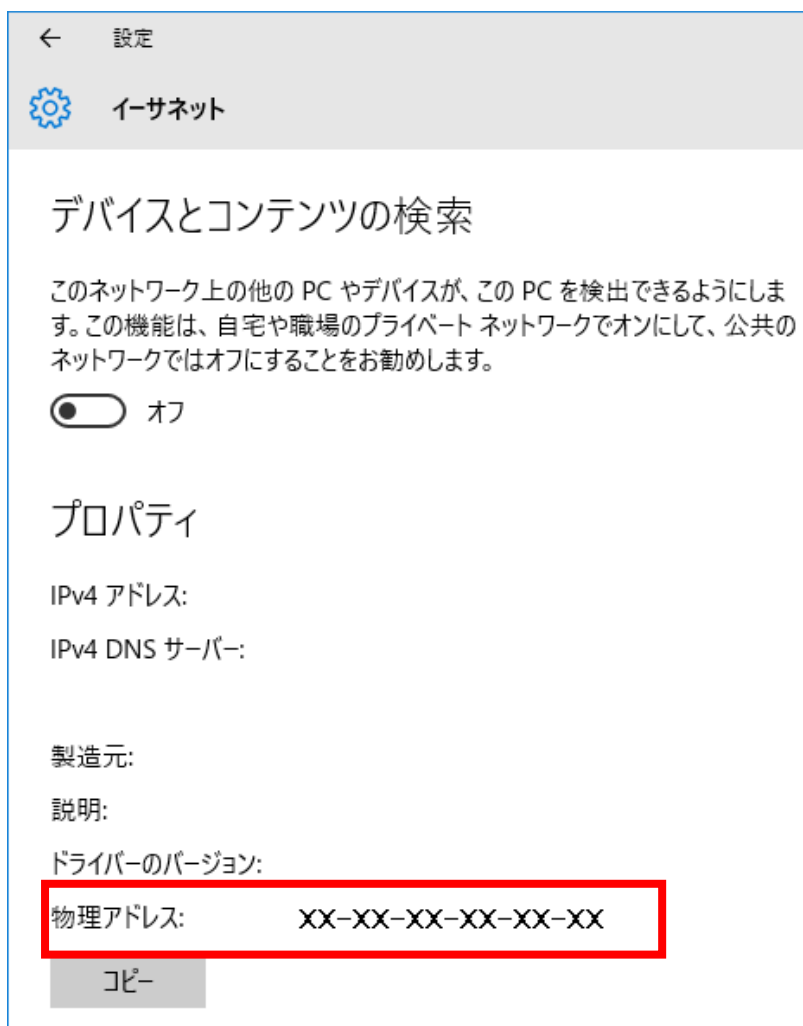 設定
イーサネット
デバイスとコンテンツの検索
このネットワーク上の他の PC やデバイスが、この PC を検出できるようにしま
す。この機能は、自宅や職場のプライベート ネットワークでオンにして、公共の
ネットワークではオフにすることをお勧めします。
オフ
プロパティ
IPv4 アドレス:
IPv4 DNS サーバー:
製造元:
説明:
ドライバーのバージョン:
物理アドレス: XX-XX-XX-XX-XX-XX
コピー